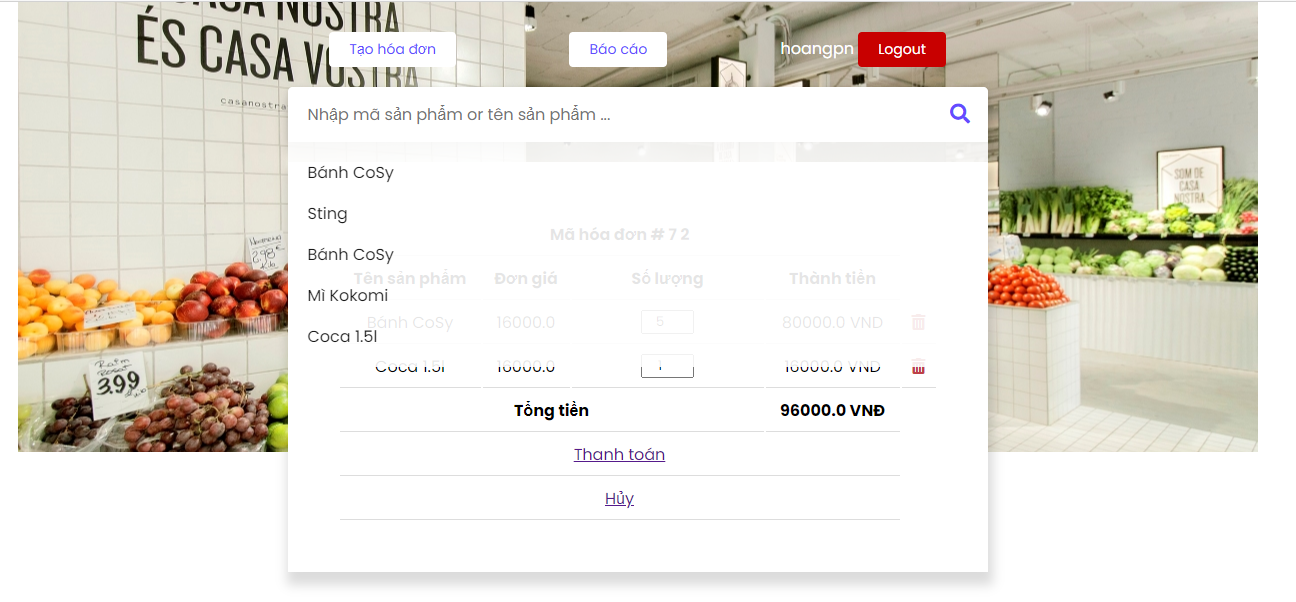 CASA NOSTRA
ÉS CASA VOSTRA
casanostra
Tạo hóa đơn
Báo cáo
hoangpn
Logout
Nhập mã sản phẩm or tên sản phẩm ...
Bánh CoSy
Sting
Bánh CoSy
Mì Kokomi
Coca 1.5l
Mã hóa đơn # 7 2
Tên sản phẩm Đơn giá Số lượng Thành tiền
Bánh CoSy 16000.0 5 80000.0 VND
Coca 1.5l 16000.0 1 16000.0 VND
Tổng tiền 96000.0 VNĐ
Thanh toán
Hủy
SOM DE
CASA
NOSTRA
2,98 €
3.99